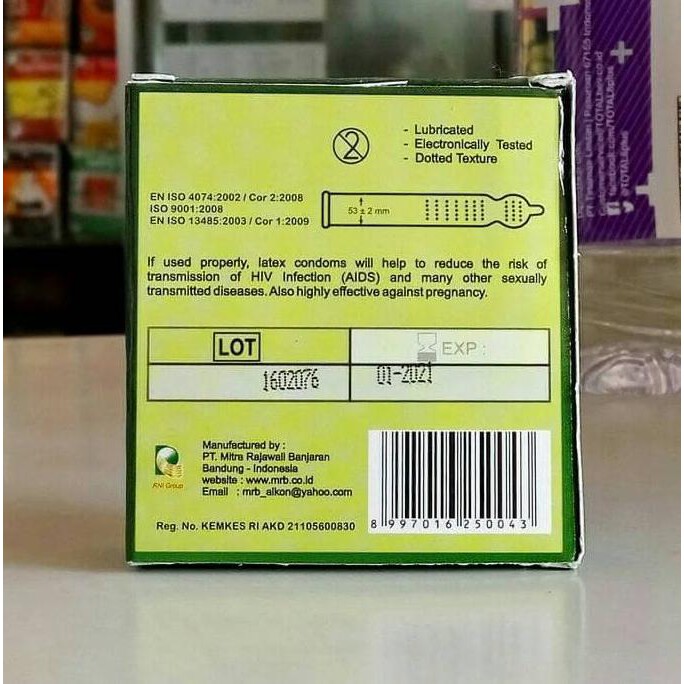 2
- Lubricated
- Electronically Tested
- Dotted Texture
EN ISO 4074:2002 / Cor 2:2008
ISO 9001:2008
EN ISO 13485:2003 / Cor 1:2009
53 ± 2 mm
If used properly, latex condoms will help to reduce the risk of
transmission of HIV Infection (AIDS) and many other sexually
transmitted diseases. Also highly effective against pregnancy.
LOT
EXP :
1602076
01-2021
Manufactured by :
PT. Mitra Rajawali Banjaran
Bandung - Indonesia
website : www.mrb.co.id
Email : mrb_alkon@yahoo.com
RNI Group
Reg. No. KEMKES RI AKD 21105600830
8 997016 250043